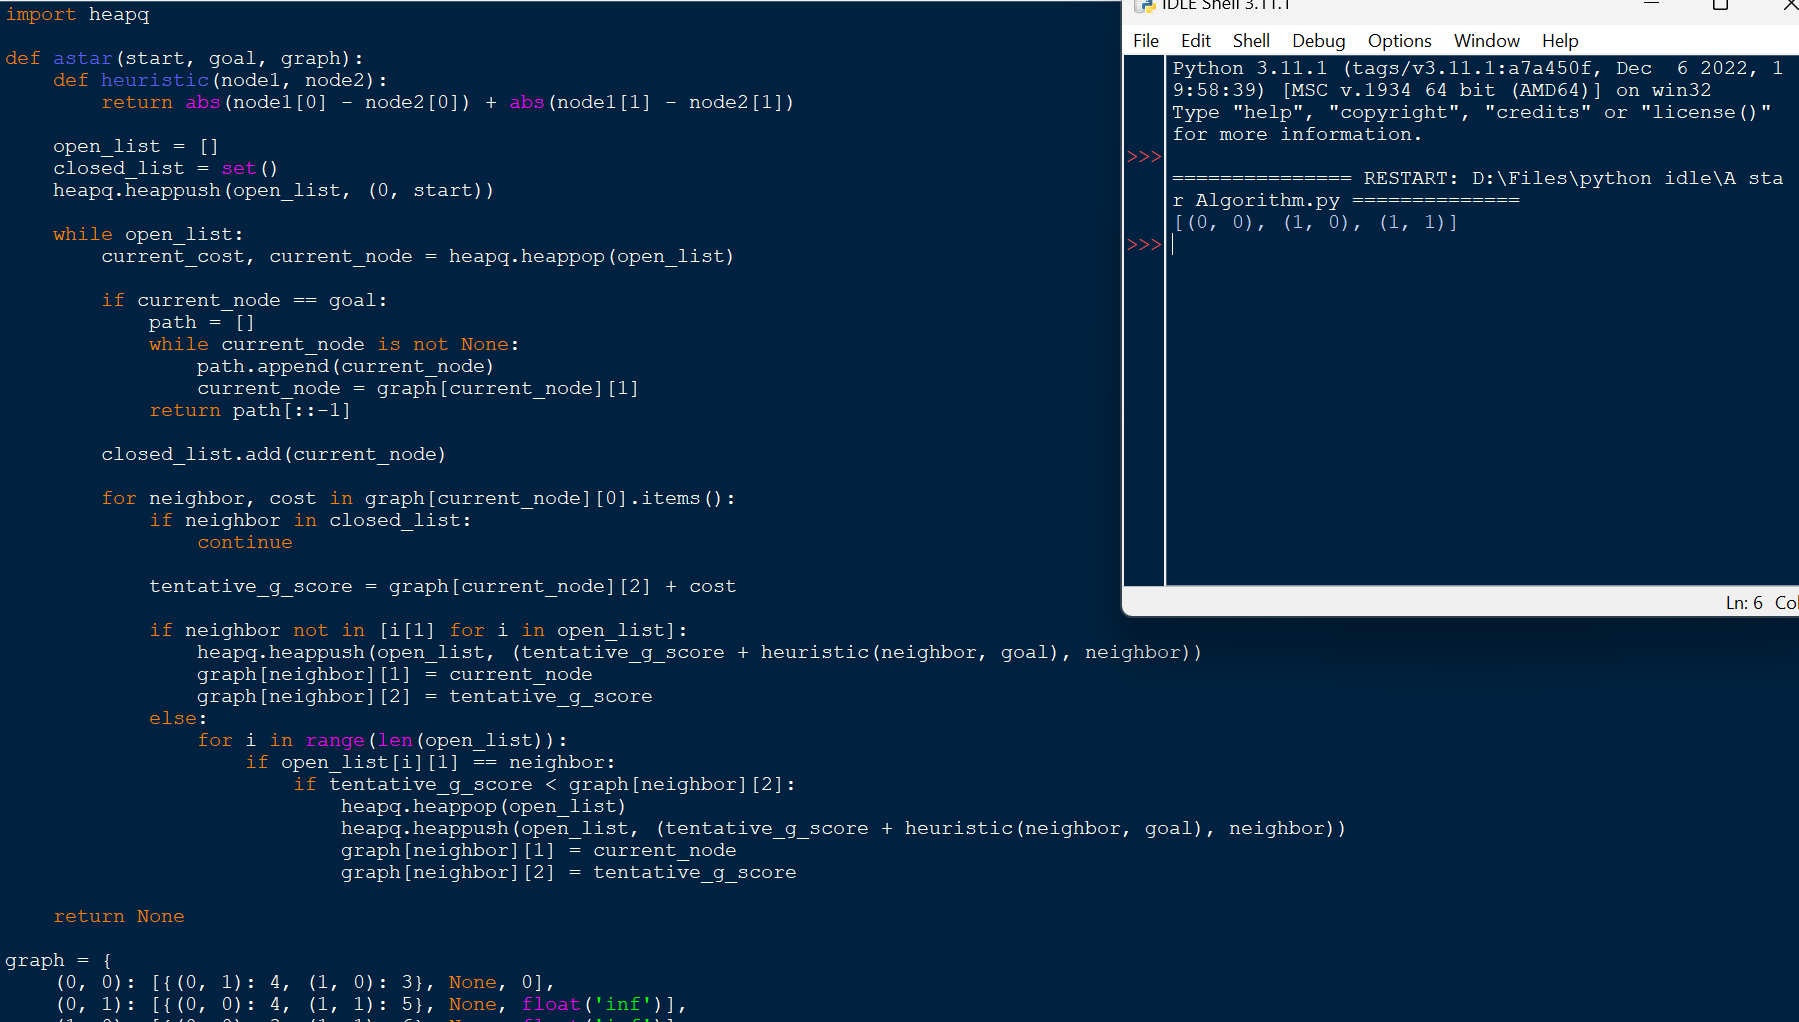 import heapq
def astar(start, goal, graph):
    def heuristic(node1, node2):
        return abs(node1[0] - node2[0]) + abs(node1[1] - node2[1])
    open_list = []
    closed_list = set()
    heapq.heappush(open_list, (0, start))
    while open_list:
        current_cost, current_node = heapq.heappop(open_list)
        if current_node == goal:
            path = []
            while current_node is not None:
                path.append(current_node)
                current_node = graph[current_node][1]
            return path[::-1]
        closed_list.add(current_node)
        for neighbor, cost in graph[current_node][0].items():
            if neighbor in closed_list:
                continue
            tentative_g_score = graph[current_node][2] + cost
            if neighbor not in [i[1] for i in open_list]:
                heapq.heappush(open_list, (tentative_g_score + heuristic(neighbor, goal), neighbor))
                graph[neighbor][1] = current_node
                graph[neighbor][2] = tentative_g_score
            else:
                for i in range(len(open_list)):
                    if open_list[i][1] == neighbor:
                        if tentative_g_score < graph[neighbor][2]:
                            heapq.heappop(open_list)
                            heapq.heappush(open_list, (tentative_g_score + heuristic(neighbor, goal), neighbor))
                            graph[neighbor][1] = current_node
                            graph[neighbor][2] = tentative_g_score
    return None
graph = {
    (0, 0): [{(0, 1): 4, (1, 0): 3}, None, 0],
    (0, 1): [{(0, 0): 4, (1, 1): 5}, None, float('inf')],
IDLE Shell 3.11.1
File Edit Shell Debug Options Window Help
Python 3.11.1 (tags/v3.11.1:a7a450f, Dec  6 2022, 1
9:58:39) [MSC v.1934 64 bit (AMD64)] on win32
Type "help", "copyright", "credits" or "license()"
for more information.
>>>
=============== RESTART: D:\Files\python idle\A sta
r Algorithm.py ==============
[(0, 0), (1, 0), (1, 1)]
>>>
Ln: 6 Col